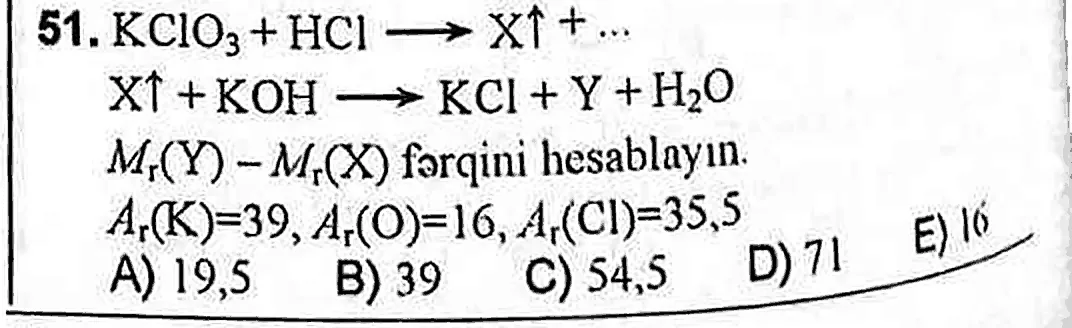 51. KClO₃ + HCl ⟶ X↑ + ...
X↑ + KOH ⟶ KCl + Y + H₂O
Mᵣ(Y) – Mᵣ(X) fərqini hesablayın.
Aᵣ(K)=39, Aᵣ(O)=16, Aᵣ(Cl)=35,5
A) 19,5 B) 39 C) 54,5 D) 71 E) 16